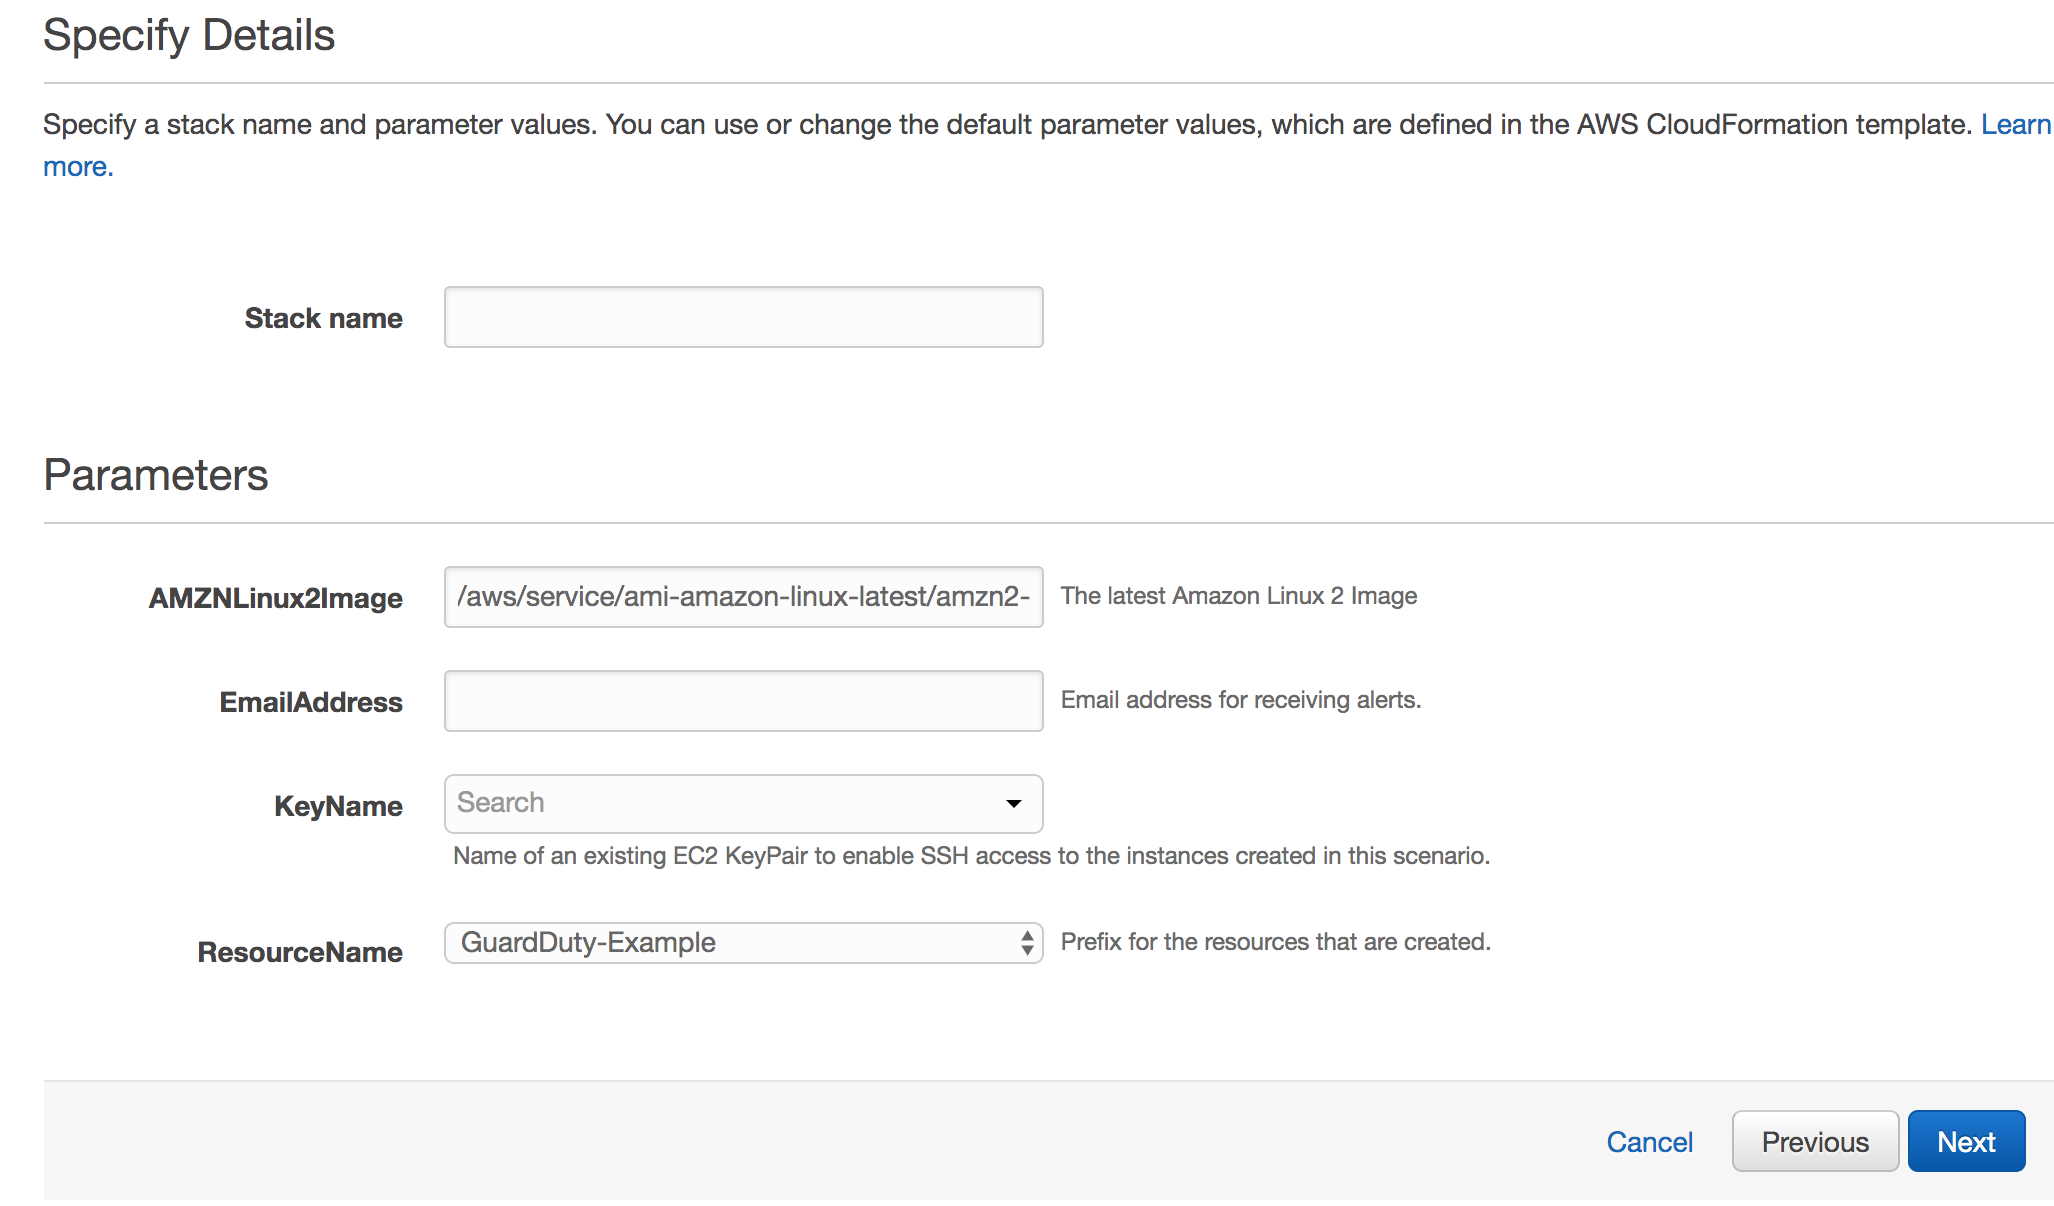 Specify Details
Specify a stack name and parameter values. You can use or change the default parameter values, which are defined in the AWS CloudFormation template. Learn
more.
Stack name
Parameters
AMZNLinux2Image /aws/service/ami-amazon-linux-latest/amzn2- The latest Amazon Linux 2 Image
EmailAddress Email address for receiving alerts.
KeyName Search
Name of an existing EC2 KeyPair to enable SSH access to the instances created in this scenario.
ResourceName GuardDuty-Example Prefix for the resources that are created.
Cancel Previous Next